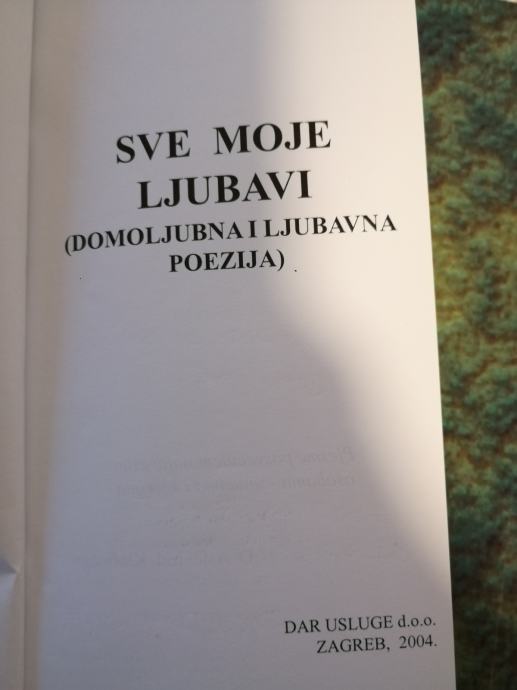 SVE MOJE
LJUBAVI
(DOMOLJUBNA I LJUBAVNA
POEZIJA)
DAR USLUGE d.o.o.
ZAGREB, 2004.